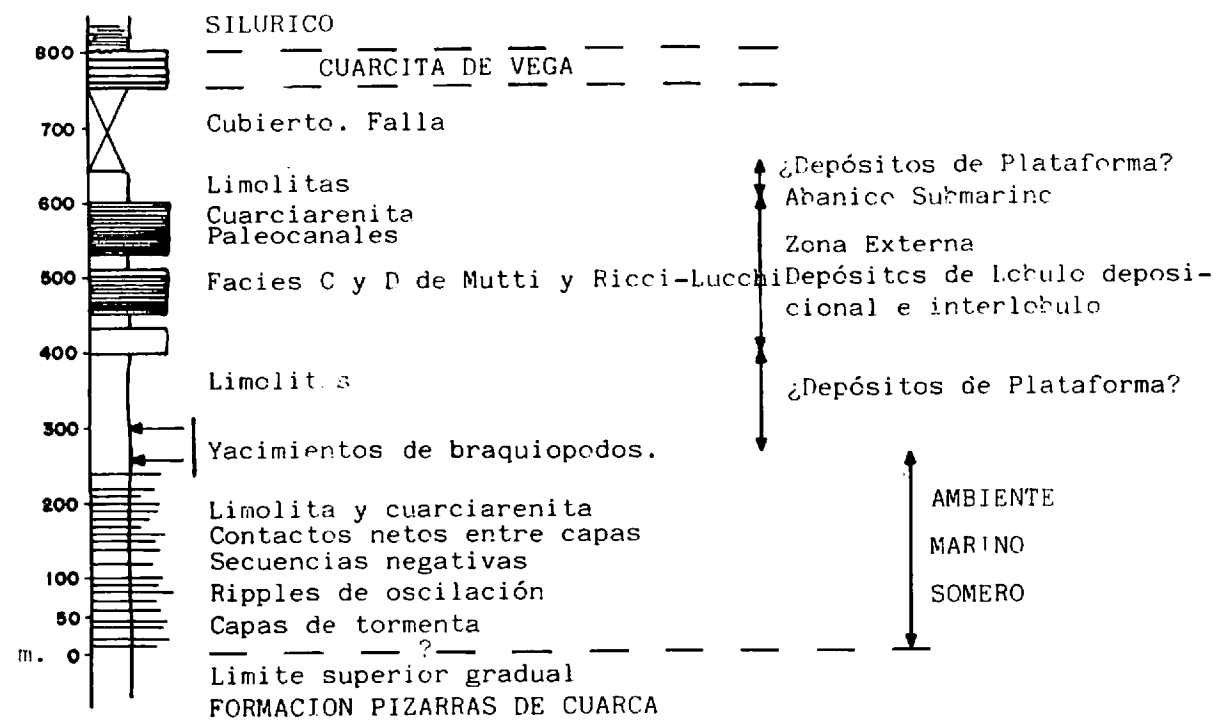 SILURICO
800
CUARCITA DE VEGA
700
Cubierto. Falla
¿Depósitos de Plataforma?
Limolitas
600
Abanico Submarino
Cuarciarenita
Paleocanales
Zona Externa
500
Facies C y D de Mutti y Ricci-Lucchi
Depósitos de Lobulo deposi-
cional e interlobulo
400
Limolitas
¿Depósitos de Plataforma?
300
Yacimientos de braquiopodos.
200
Limolita y cuarciarenita
AMBIENTE
Contactos netos entre capas
MARINO
Secuencias negativas
100
Ripples de oscilación
SOMERO
50
Capas de tormenta
m. 0
?
Limite superior gradual
FORMACION PIZARRAS DE CUARCA